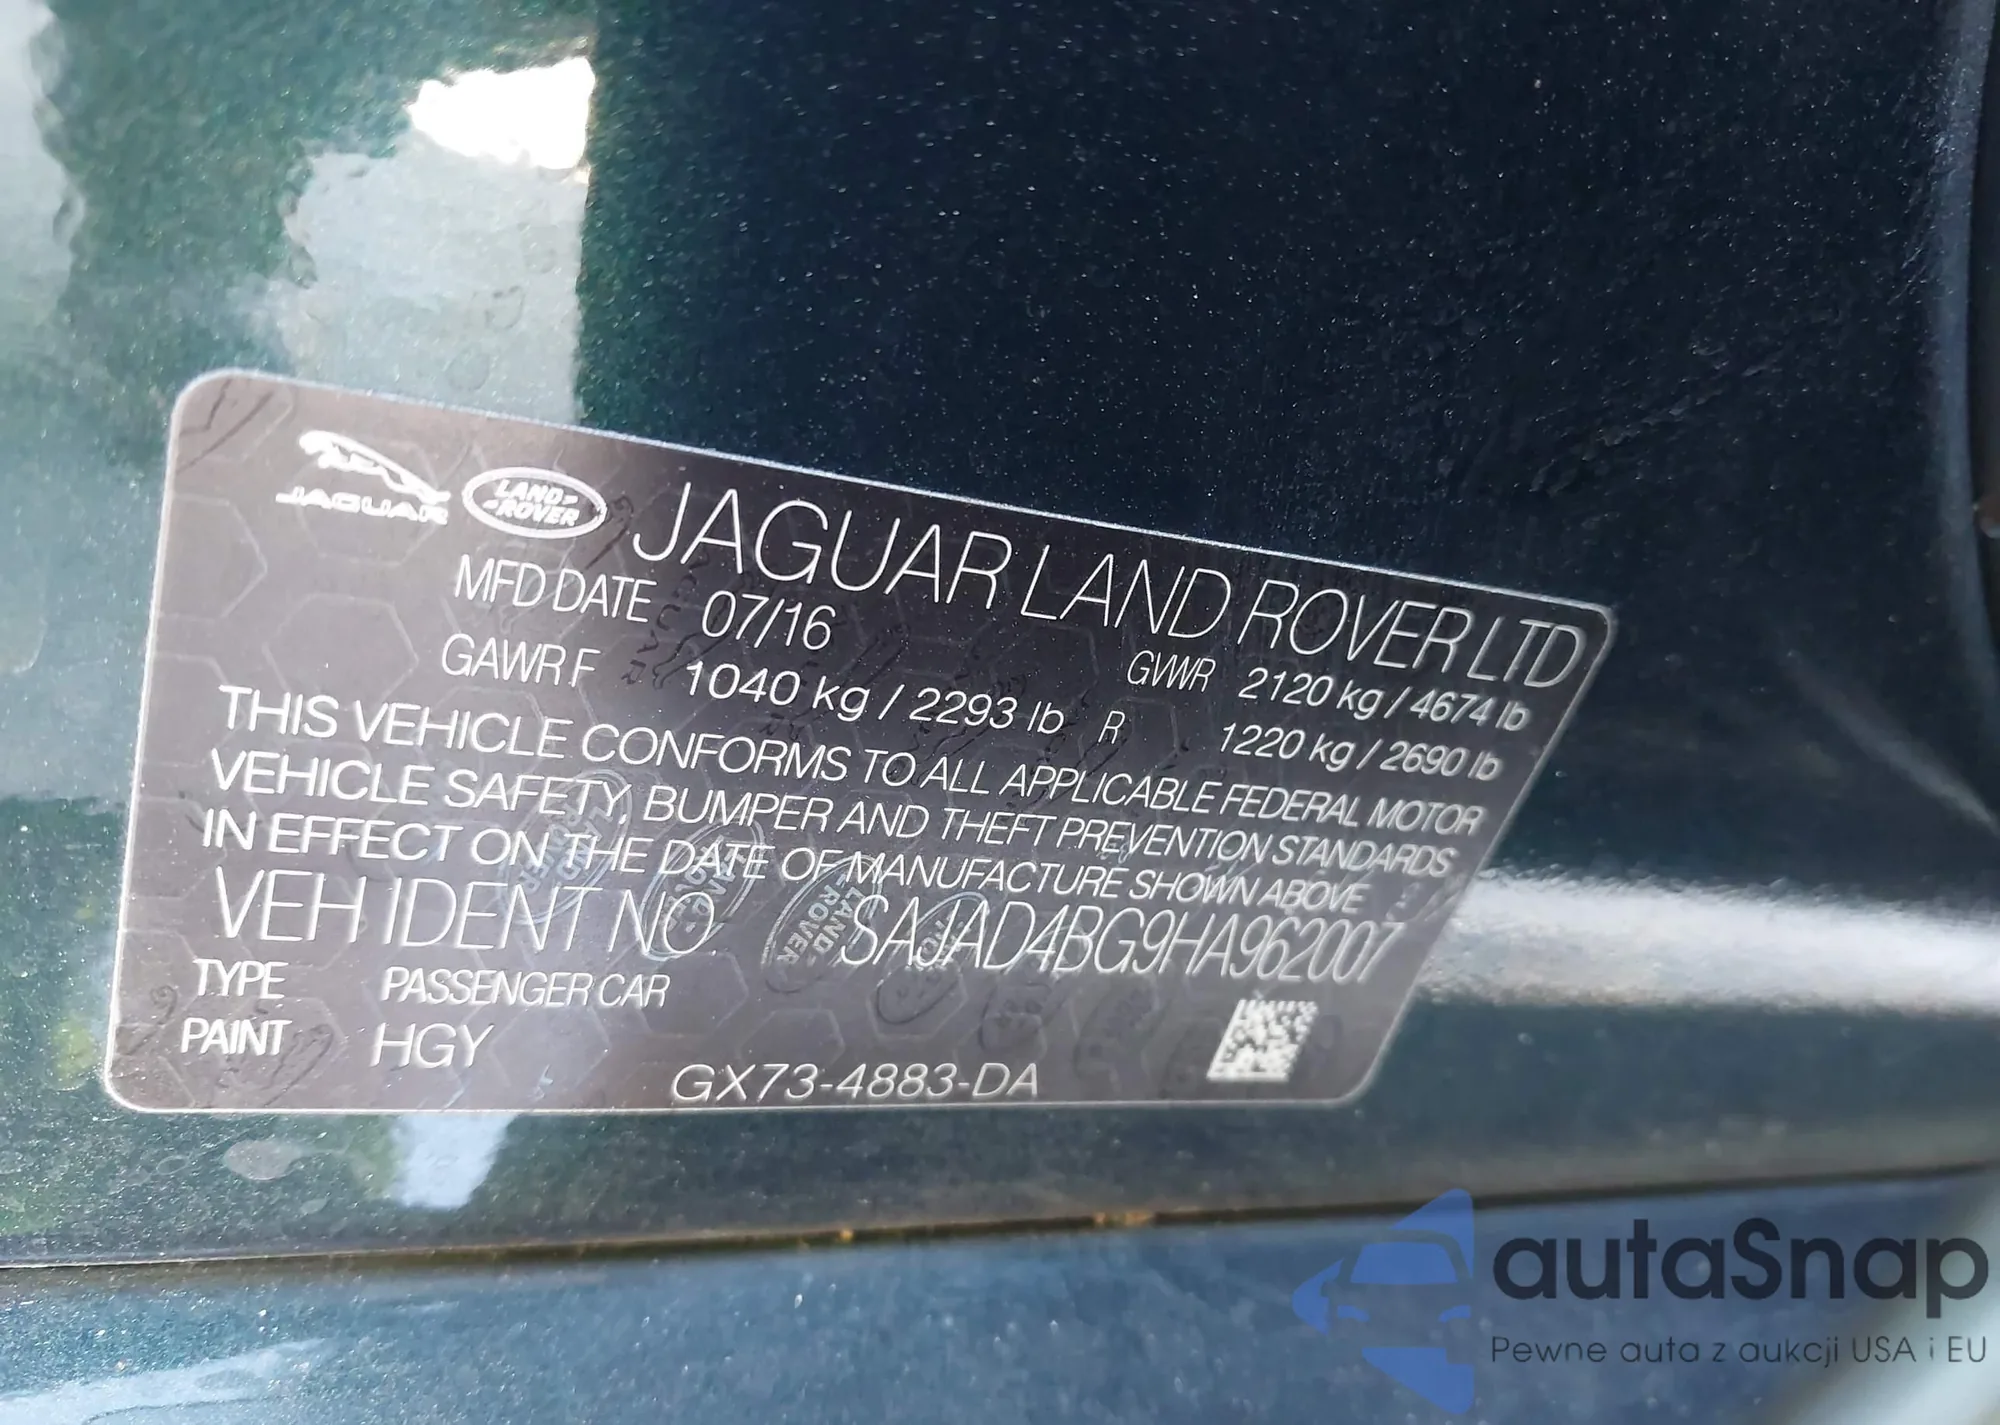 JAGUAR LAND-ROVER JAGUAR LAND ROVER LTD
MFD DATE 07/16 GVWR 2120 kg / 4674 lb
GAWR F 1040 kg / 2293 lb R 1220 kg / 2690 lb
THIS VEHICLE CONFORMS TO ALL APPLICABLE FEDERAL MOTOR
VEHICLE SAFETY, BUMPER AND THEFT PREVENTION STANDARDS
IN EFFECT ON THE DATE OF MANUFACTURE SHOWN ABOVE
VEH IDENT NO SAJAD4BG9HA962007
TYPE PASSENGER CAR
PAINT HGY
GX73-4883-DA
autaSnap
Pewne auta z aukcji USA i EU